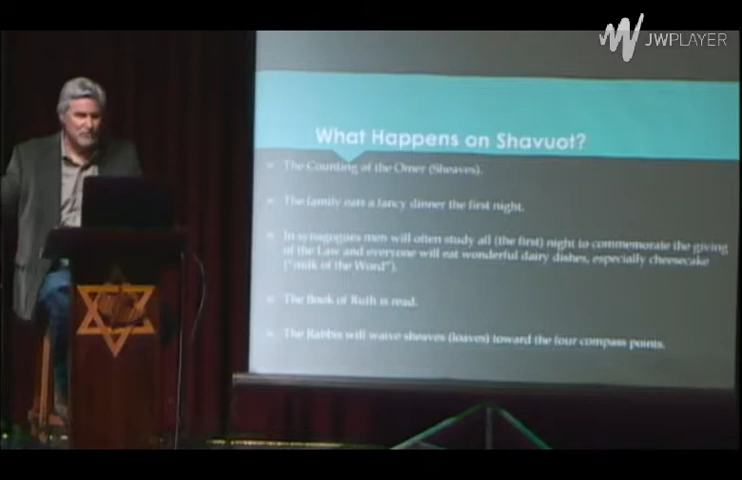 JWPLAYER
What Happens on Shavuot?
The Counting of the Omer (Sheaves).
The family eats a fancy dinner the first night.
In synagogues men will often study all (the first) night to commemorate the giving
of the Law and everyone will eat wonderful dairy dishes, especially cheesecake
("milk of the Word").
The Book of Ruth is read.
The Rabbis will waive sheaves (loaves) toward the four compass points.